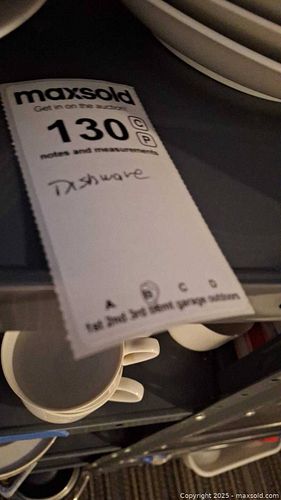 maxsold
Get in on the auction!
130 C
P
notes and measurements
Dishware
A B C D
1st 2nd 3rd bsmt garage outdoors
Copyright 2025 - maxsold.com